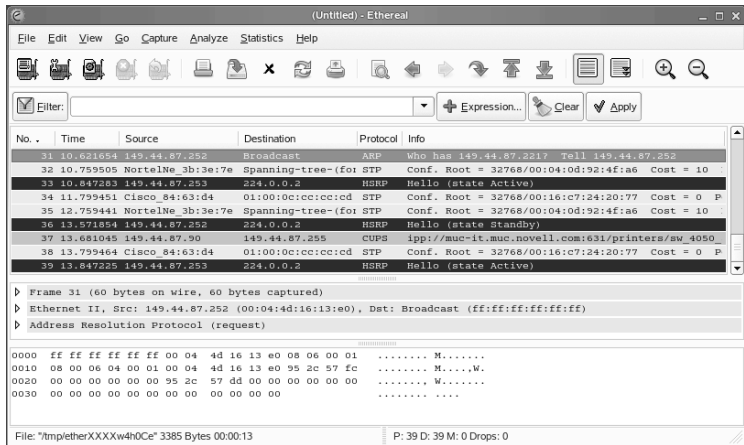 (Untitled) - Ethereal
File Edit View Go Capture Analyze Statistics Help
Filter: Expression... Clear Apply
No. . Time Source Destination Protocol Info
31 10.621654 149.44.87.252 Broadcast ARP Who has 149.44.87.221? Tell 149.44.87.252
32 10.759505 NortelNe_3b:3e:7e Spanning-tree-(for STP Conf. Root = 32768/00:04:0d:92:4f:a6 Cost = 10
33 10.847283 149.44.87.253 224.0.0.2 HSRP Hello (state Active)
34 11.799451 Cisco_84:63:d4 01:00:0c:cc:cc:cd STP Conf. Root = 32768/00:16:c7:24:20:77 Cost = 0 P
35 12.759441 NortelNe_3b:3e:7e Spanning-tree-(for STP Conf. Root = 32768/00:04:0d:92:4f:a6 Cost = 10
36 13.571854 149.44.87.252 224.0.0.2 HSRP Hello (state Standby)
37 13.681045 149.44.87.90 149.44.87.255 CUPS ipp://muc-it.muc.novell.com:631/printers/sw_4050_
38 13.799464 Cisco_84:63:d4 01:00:0c:cc:cc:cd STP Conf. Root = 32768/00:16:c7:24:20:77 Cost = 0 P
39 13.847225 149.44.87.253 224.0.0.2 HSRP Hello (state Active)
Frame 31 (60 bytes on wire, 60 bytes captured)
Ethernet II, Src: 149.44.87.252 (00:04:4d:16:13:e0), Dst: Broadcast (ff:ff:ff:ff:ff:ff)
Address Resolution Protocol (request)
0000 ff ff ff ff ff ff 00 04 4d 16 13 e0 08 06 00 01 ........ M.......
0010 08 00 06 04 00 01 00 04 4d 16 13 e0 95 2c 57 fc ........ M....,W.
0020 00 00 00 00 00 00 95 2c 57 dd 00 00 00 00 00 00 ......., W.......
0030 00 00 00 00 00 00 00 00 00 00 00 00 ........ ....
File: "/tmp/etherXXXXw4h0Ce" 3385 Bytes 00:00:13 P: 39 D: 39 M: 0 Drops: 0